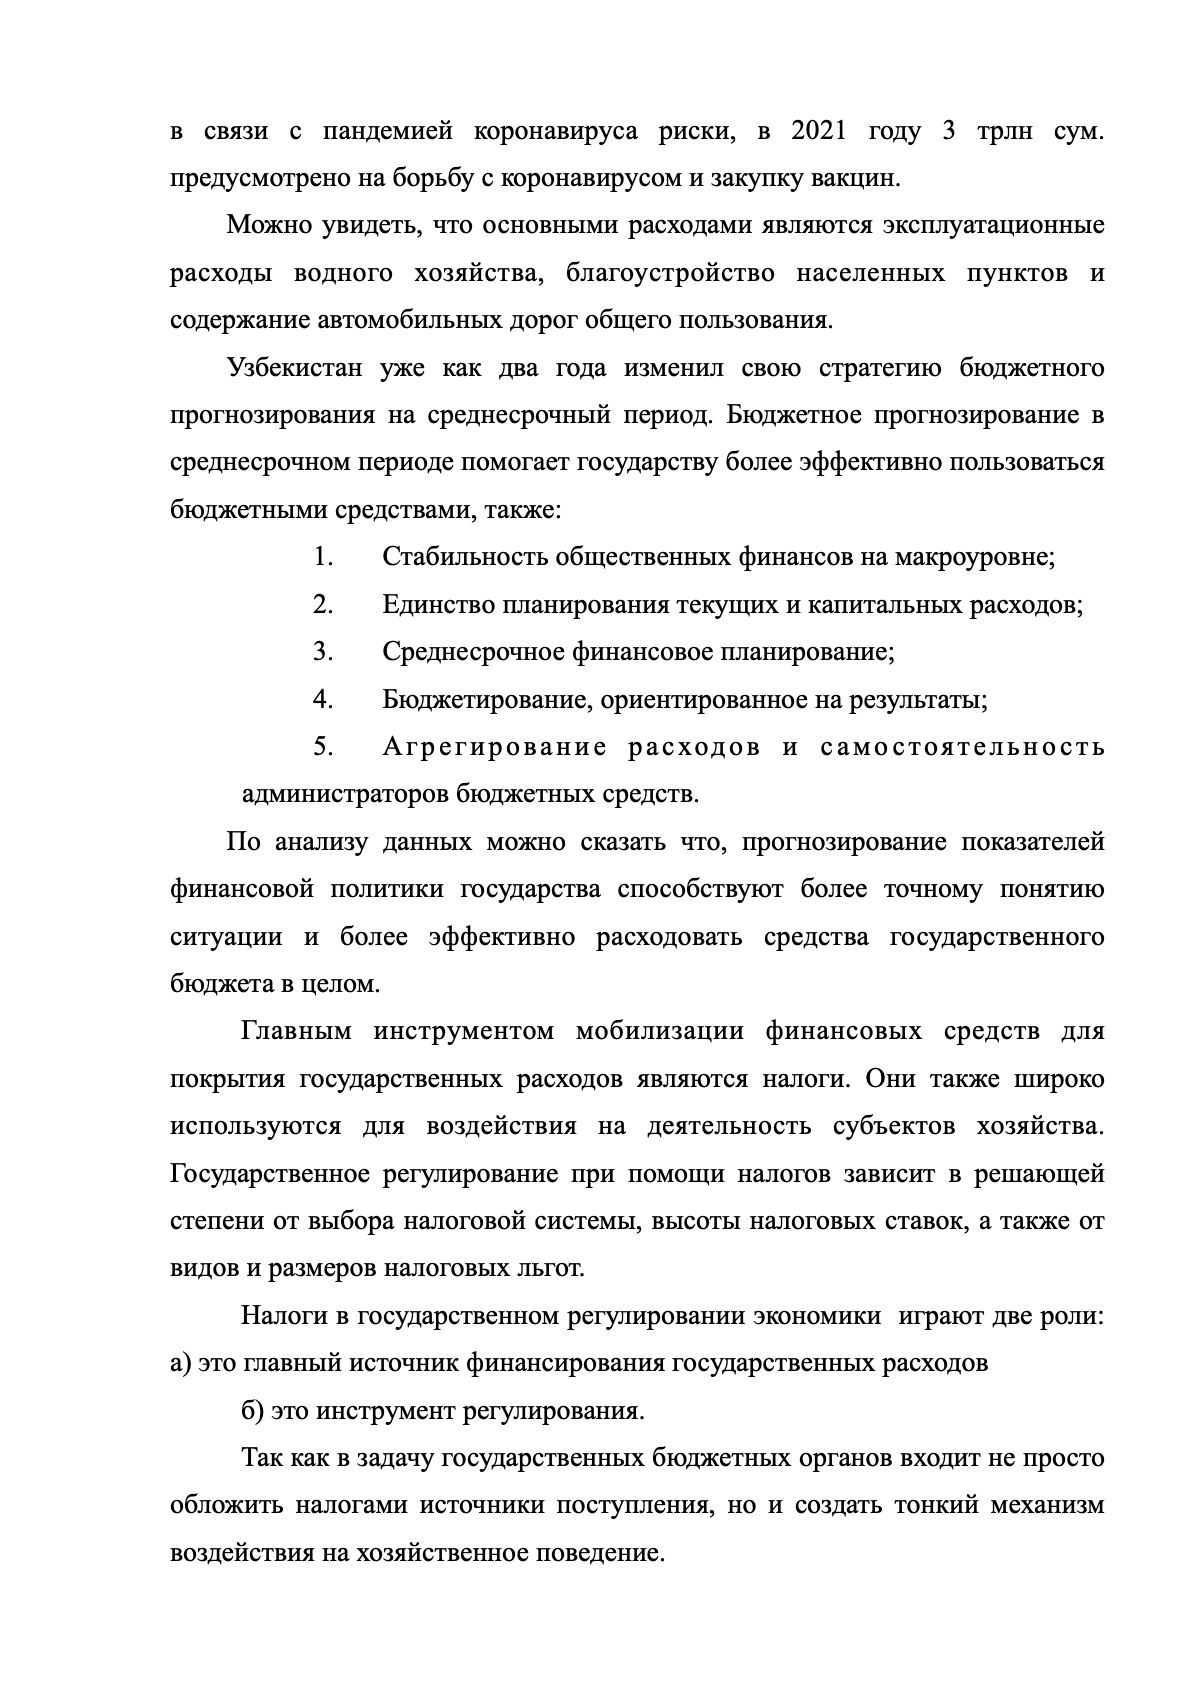 в связи с пандемией коронавируса риски, в 2021 году 3 трлн сум.
предусмотрено на борьбу с коронавирусом и закупку вакцин.
Можно увидеть, что основными расходами являются эксплуатационные
расходы водного хозяйства, благоустройство населенных пунктов и
содержание автомобильных дорог общего пользования.
Узбекистан уже как два года изменил свою стратегию бюджетного
прогнозирования на среднесрочный период. Бюджетное прогнозирование в
среднесрочном периоде помогает государству более эффективно пользоваться
бюджетными средствами, также:
1. Стабильность общественных финансов на макроуровне;
2. Единство планирования текущих и капитальных расходов;
3. Среднесрочное финансовое планирование;
4. Бюджетирование, ориентированное на результаты;
5. Агрегирование расходов и самостоятельность
администраторов бюджетных средств.
По анализу данных можно сказать что, прогнозирование показателей
финансовой политики государства способствуют более точному понятию
ситуации и более эффективно расходовать средства государственного
бюджета в целом.
Главным инструментом мобилизации финансовых средств для
покрытия государственных расходов являются налоги. Они также широко
используются для воздействия на деятельность субъектов хозяйства.
Государственное регулирование при помощи налогов зависит в решающей
степени от выбора налоговой системы, высоты налоговых ставок, а также от
видов и размеров налоговых льгот.
Налоги в государственном регулировании экономики играют две роли:
а) это главный источник финансирования государственных расходов
б) это инструмент регулирования.
Так как в задачу государственных бюджетных органов входит не просто
обложить налогами источники поступления, но и создать тонкий механизм
воздействия на хозяйственное поведение.